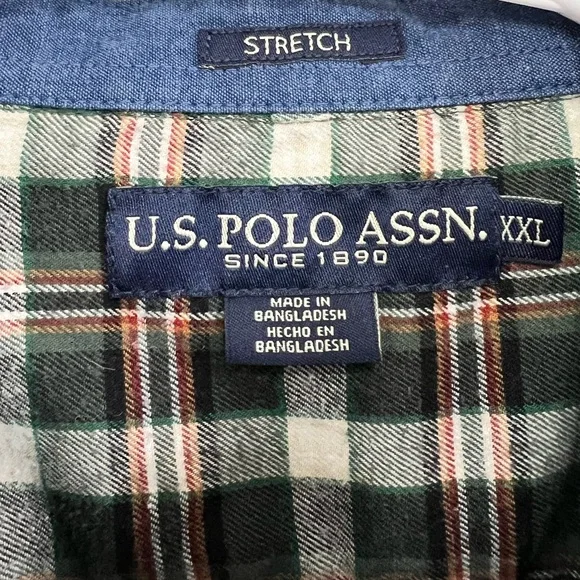 STRETCH
U.S. POLO ASSN.
SINCE 1890
XXL
MADE IN
BANGLADESH
HECHO EN
BANGLADESH